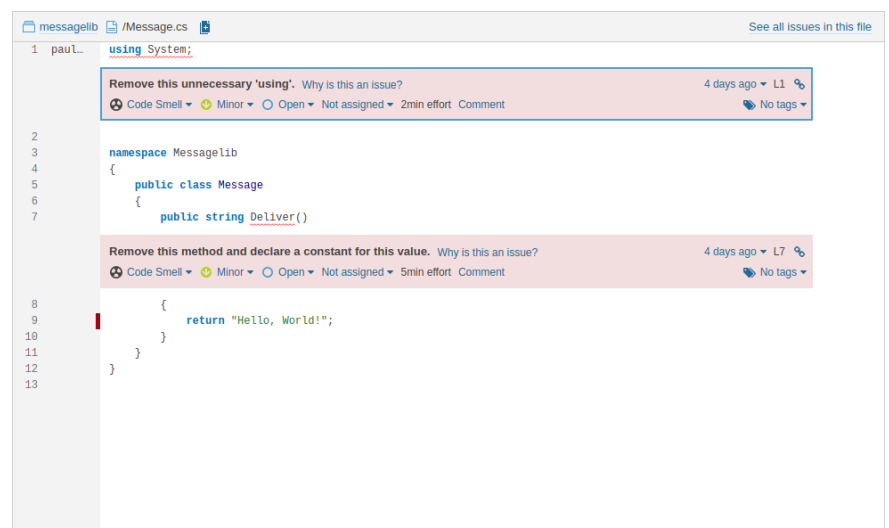 messagelib /Message.cs See all issues in this file
1 paul… using System;
Remove this unnecessary 'using'. Why is this an issue? 4 days ago L1
Code Smell Minor Open Not assigned 2min effort Comment No tags
2
3 namespace Messagelib
4 {
5 public class Message
6 {
7 public string Deliver()
Remove this method and declare a constant for this value. Why is this an issue? 4 days ago L7
Code Smell Minor Open Not assigned 5min effort Comment No tags
8 {
9 return "Hello, World!";
10 }
11 }
12 }
13